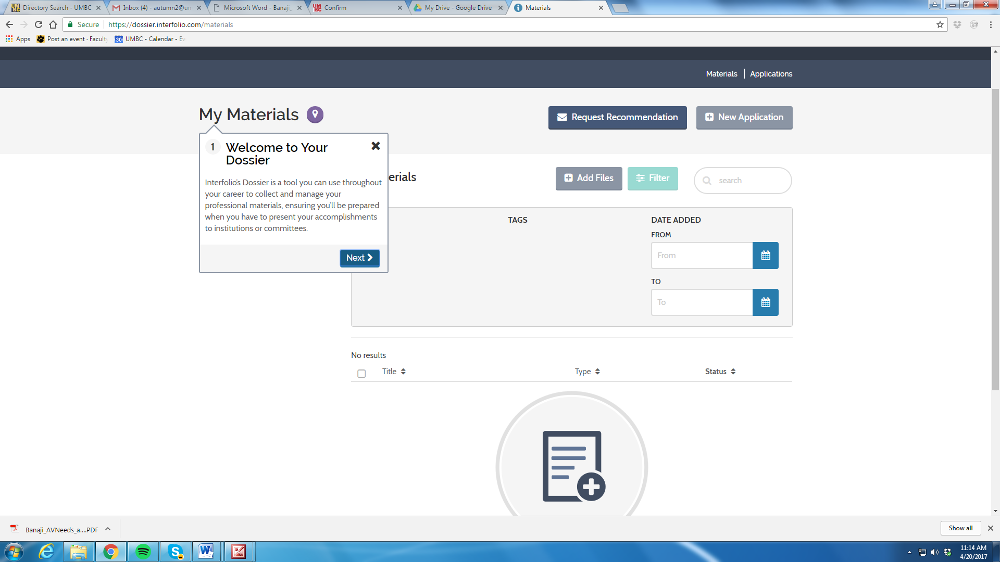 Directory Search - UMBC
Inbox (4) - autumn2@um
Microsoft Word - Banaji_
Confirm
My Drive - Google Drive
Materials
Secure
https://dossier.interfolio.com/materials
Apps
Post an event · Faculty
30
UMBC - Calendar - Ev
Materials
Applications
My Materials
Request Recommendation
New Application
1
Welcome to Your
Dossier
Interfolio’s Dossier is a tool you can use throughout
your career to collect and manage your
professional materials, ensuring you’ll be prepared
when you have to present your accomplishments
to institutions or committees.
Next
erials
Add Files
Filter
search
TAGS
DATE ADDED
FROM
From
TO
To
No results
Title
Type
Status
Banaji_AVNeeds_a....PDF
Show all
4
11:14 AM
4/20/2017